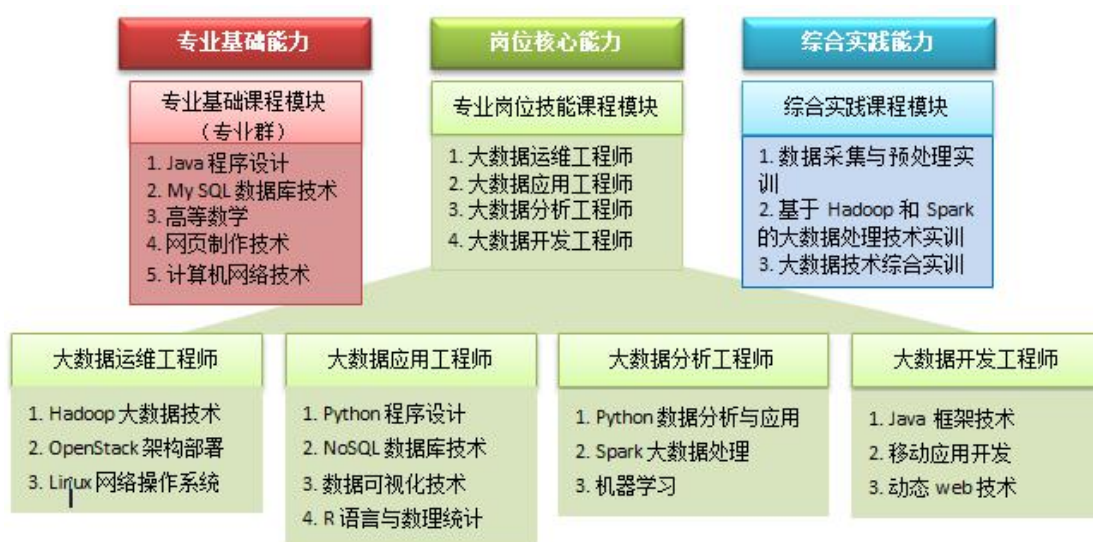 专业基础能力
岗位核心能力
综合实践能力
专业基础课程模块
（专业群）
1. Java 程序设计
2. My SQL 数据库技术
3. 高等数学
4. 网页制作技术
5. 计算机网络技术
专业岗位技能课程模块
1. 大数据运维工程师
2. 大数据应用工程师
3. 大数据分析工程师
4. 大数据开发工程师
综合实践课程模块
1. 数据采集与预处理实
训
2. 基于 Hadoop 和 Spark
的大数据处理技术实训
3. 大数据技术综合实训
大数据运维工程师
1. Hadoop 大数据技术
2. OpenStack 架构部署
3. Linux 网络操作系统
大数据应用工程师
1. Python 程序设计
2. NoSQL 数据库技术
3. 数据可视化技术
4. R 语言与数理统计
大数据分析工程师
1. Python 数据分析与应用
2. Spark 大数据处理
3. 机器学习
大数据开发工程师
1. Java 框架技术
2. 移动应用开发
3. 动态 web 技术